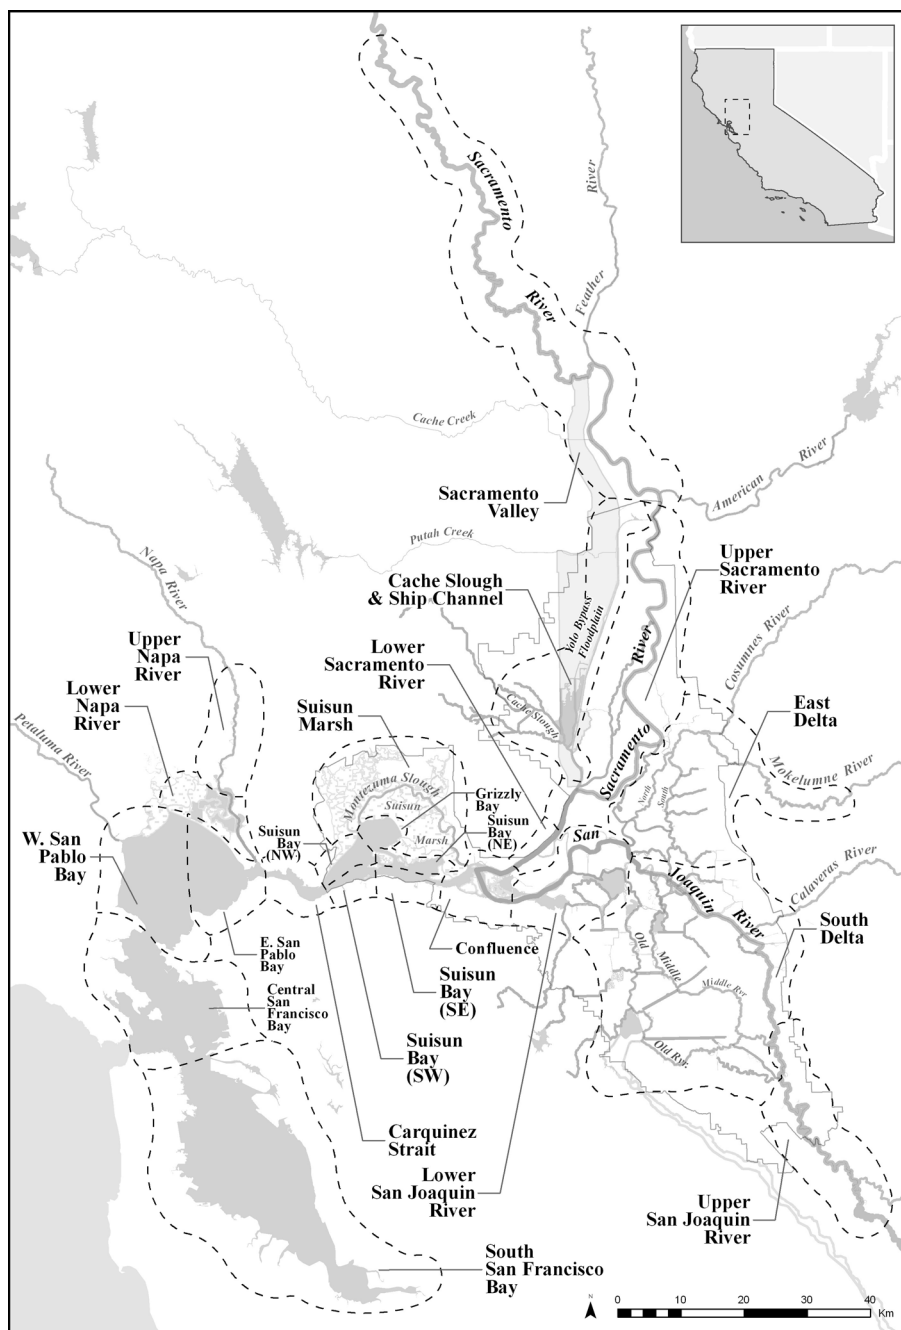 Sacramento
River
Feather
River
Cache Creek
American
River
Sacramento
Valley
Putah Creek
Upper
Sacramento
River
Cache Slough
& Ship Channel
Yolo Bypass
Floodplain
River
Sacramento
Cosumnes River
Napa River
Upper
Napa
River
Lower
Napa
River
Petaluma River
Lower
Sacramento
River
Suisun
Marsh
Cache Slough
East
Delta
Mokelumne River
North
South
Montezuma Slough
Suisun
Marsh
Grizzly
Bay
Suisun
Bay
(NE)
Suisun
Bay
(NW)
San
Joaquin
River
Calaveras River
W. San
Pablo
Bay
E. San
Pablo
Bay
Confluence
Old
Middle
Middle Rvr
Old Rvr.
South
Delta
Central
San
Francisco
Bay
Suisun
Bay
(SE)
Suisun
Bay
(SW)
Carquinez
Strait
Lower
San Joaquin
River
Upper
San Joaquin
River
South
San Francisco
Bay
N
0 5 10 20 30 40
Km